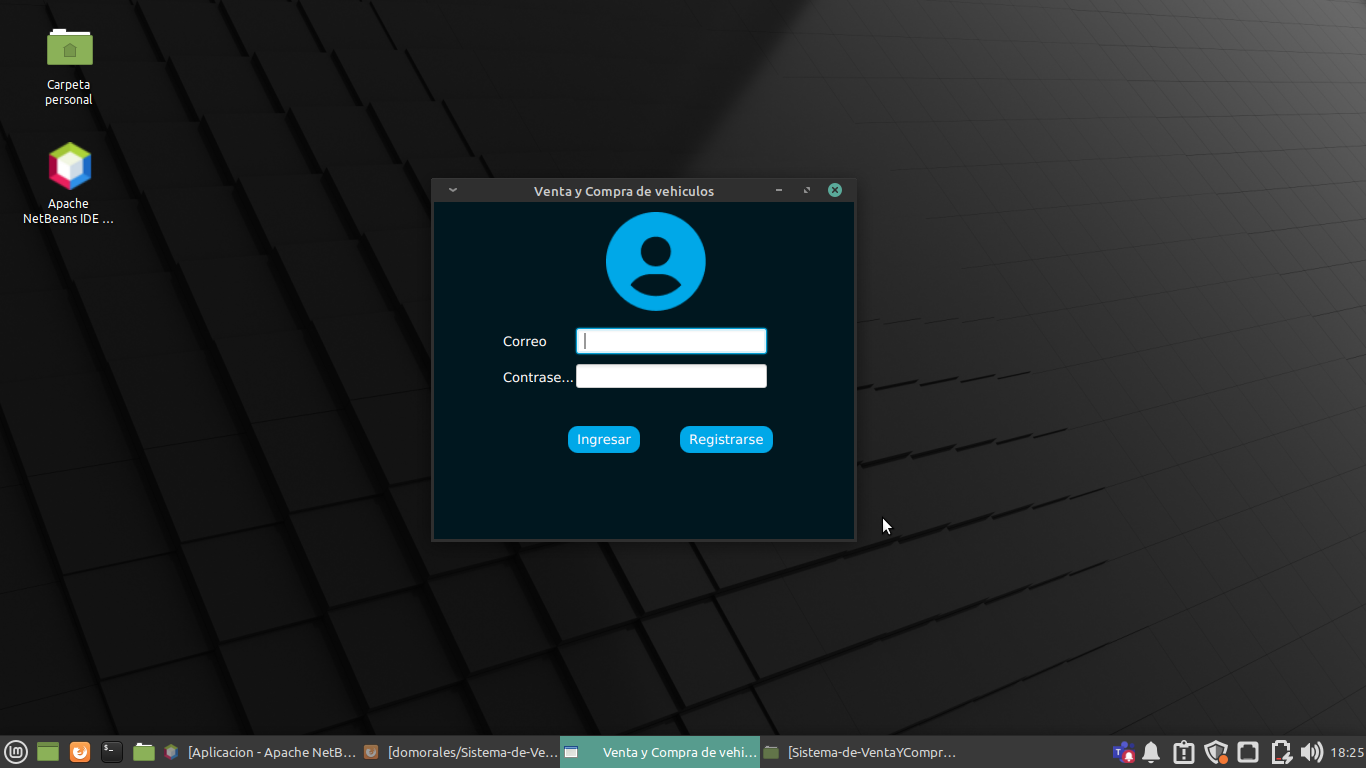 Carpeta
personal
Apache
NetBeans IDE ...
Venta y Compra de vehiculos
Correo
Contrase...
Ingresar
Registrarse
[Aplicacion - Apache NetB...
[domorales/Sistema-de-Ve...
Venta y Compra de vehi...
[Sistema-de-VentaYCompr...
18:25